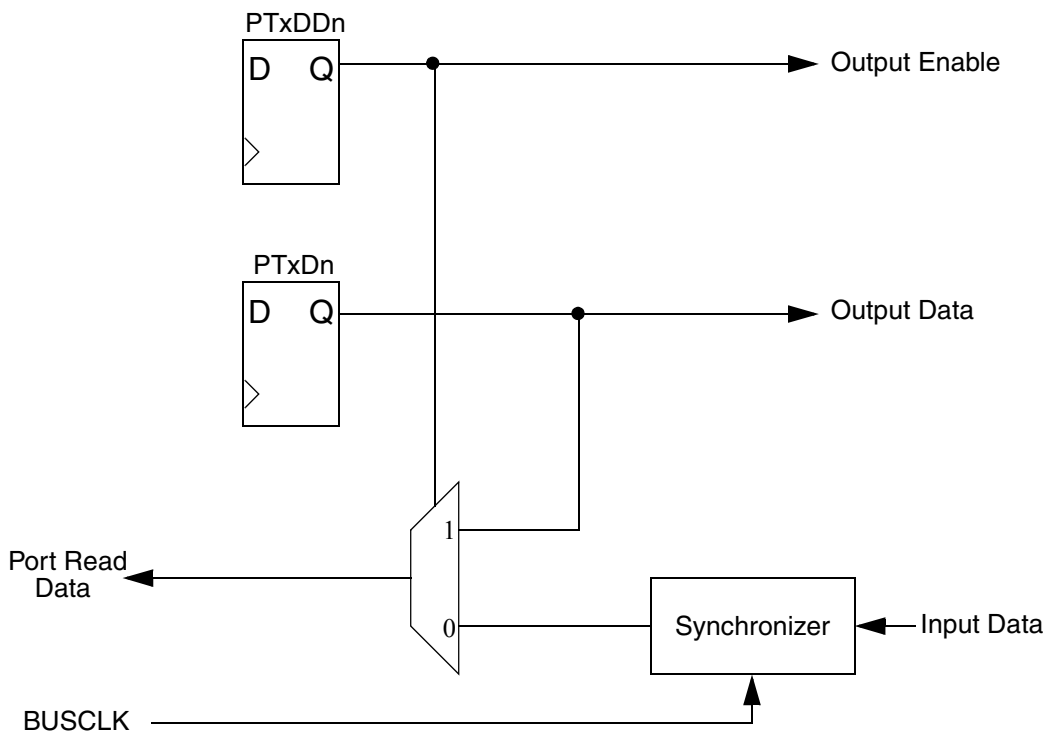 PTxDDn
D Q
Output Enable
PTxDn
D Q
Output Data
1
Port Read
Data
0
Synchronizer
Input Data
BUSCLK